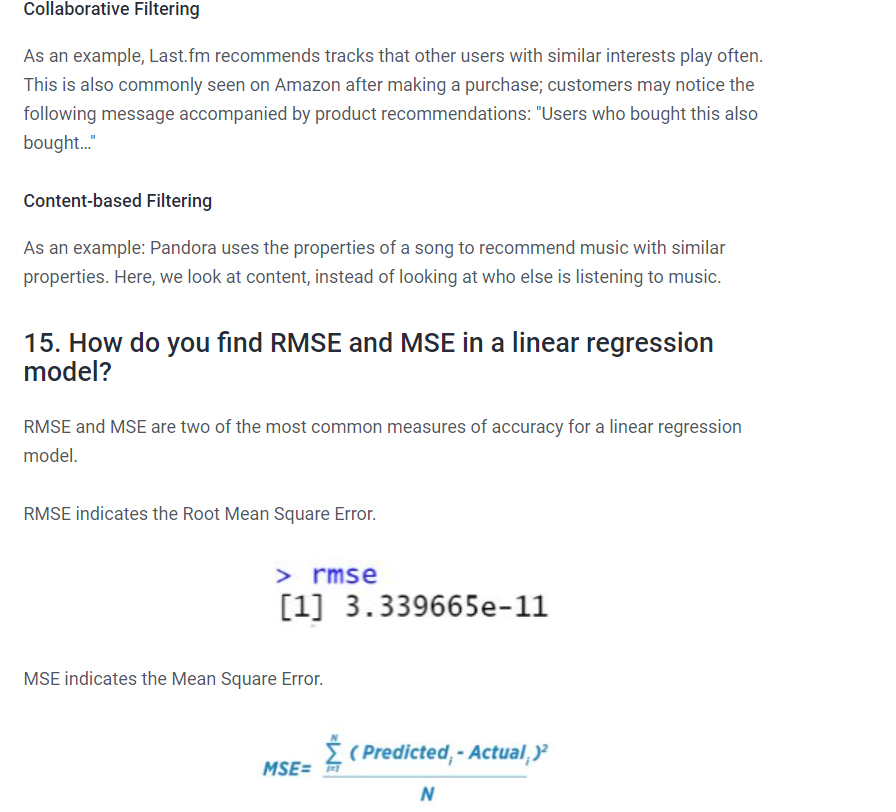 Collaborative Filtering
As an example, Last.fm recommends tracks that other users with similar interests play often.
This is also commonly seen on Amazon after making a purchase; customers may notice the
following message accompanied by product recommendations: "Users who bought this also
bought…"
Content-based Filtering
As an example: Pandora uses the properties of a song to recommend music with similar
properties. Here, we look at content, instead of looking at who else is listening to music.
15. How do you find RMSE and MSE in a linear regression
model?
RMSE and MSE are two of the most common measures of accuracy for a linear regression
model.
RMSE indicates the Root Mean Square Error.
> rmse
[1] 3.339665e-11
MSE indicates the Mean Square Error.
N
MSE= Σ ( Predictedᵢ - Actualᵢ )²
i=1
N